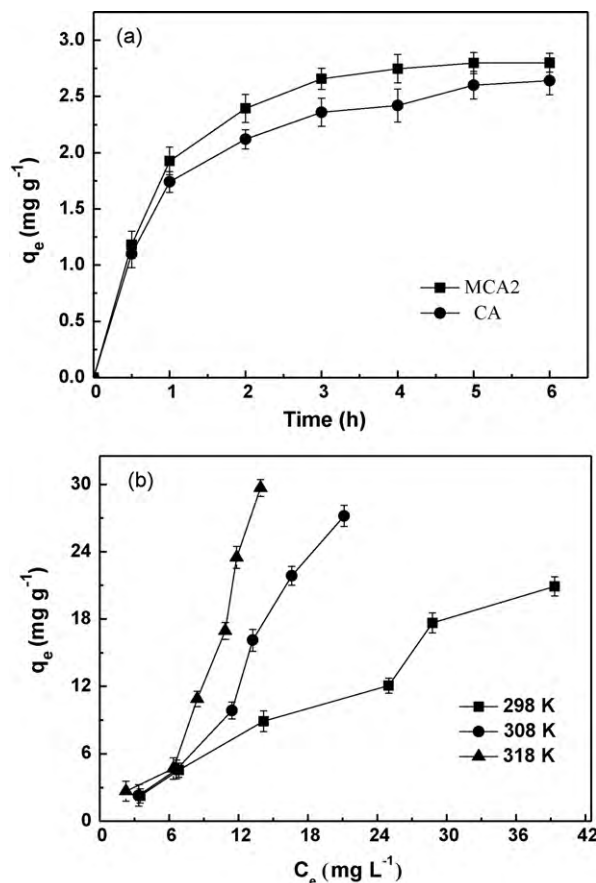 (a)
3.0
2.5
2.0
1.5
1.0
0.5
0.0
qe (mg g-1)
MCA2
CA
0 1 2 3 4 5 6
Time (h)
(b)
30
24
18
12
6
0
qe (mg g-1)
298 K
308 K
318 K
0 6 12 18 24 30 36 42
Ce (mg L-1)